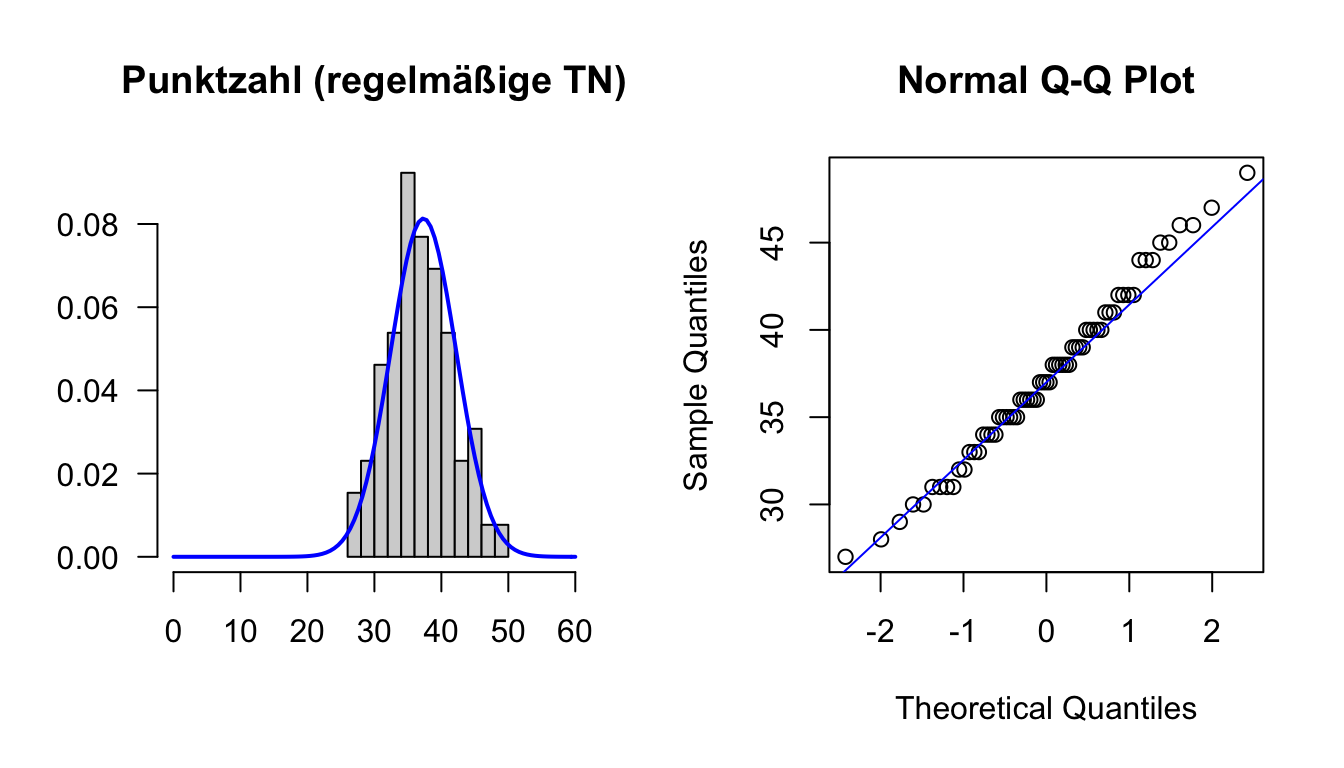 Punktzahl (regelmäßige TN)
0.08
0.06
0.04
0.02
0.00
0 10 20 30 40 50 60
Normal Q-Q Plot
Sample Quantiles
45
40
35
30
-2 -1 0 1 2
Theoretical Quantiles